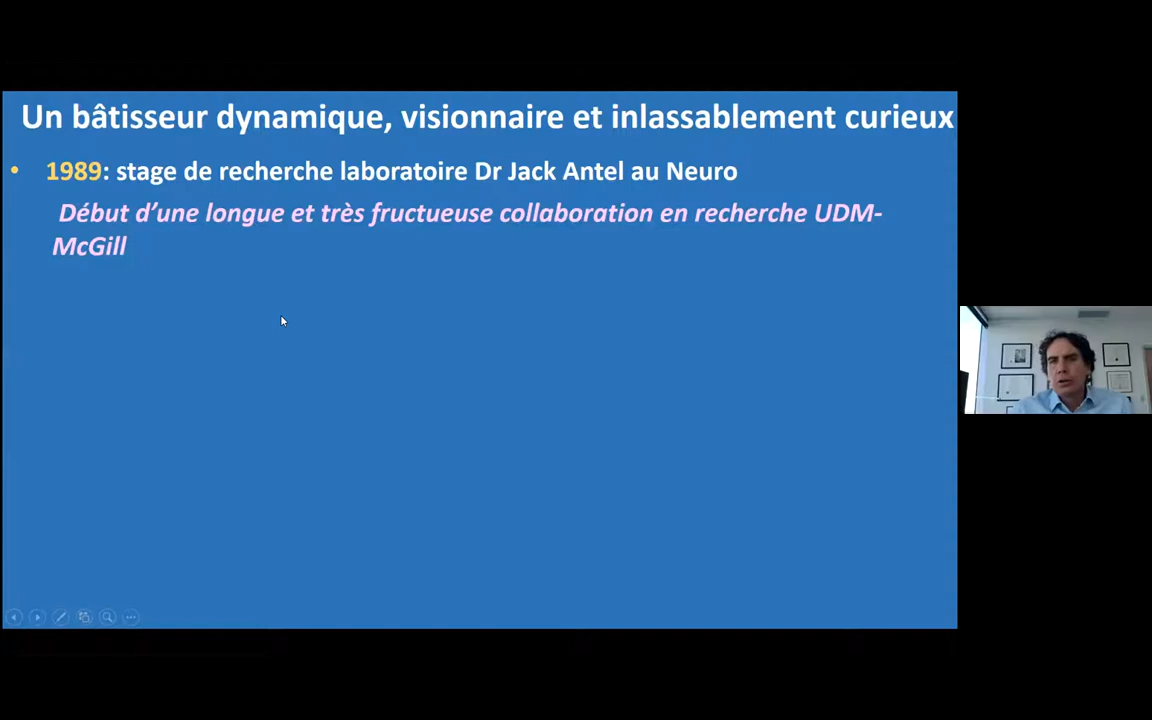 Un bâtisseur dynamique, visionnaire et inlassablement curieux
• 1989: stage de recherche laboratoire Dr Jack Antel au Neuro
Début d’une longue et très fructueuse collaboration en recherche UDM-
McGill